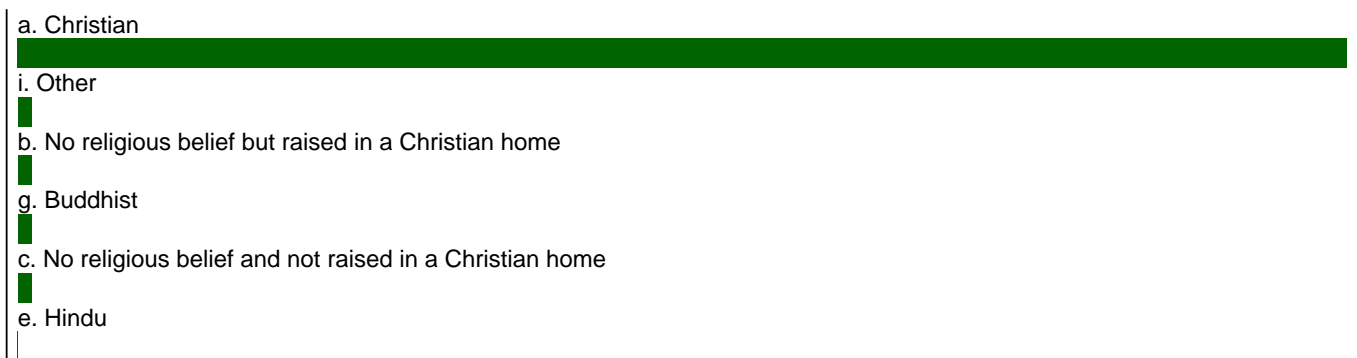 a. Christian
i. Other
b. No religious belief but raised in a Christian home
g. Buddhist
c. No religious belief and not raised in a Christian home
e. Hindu